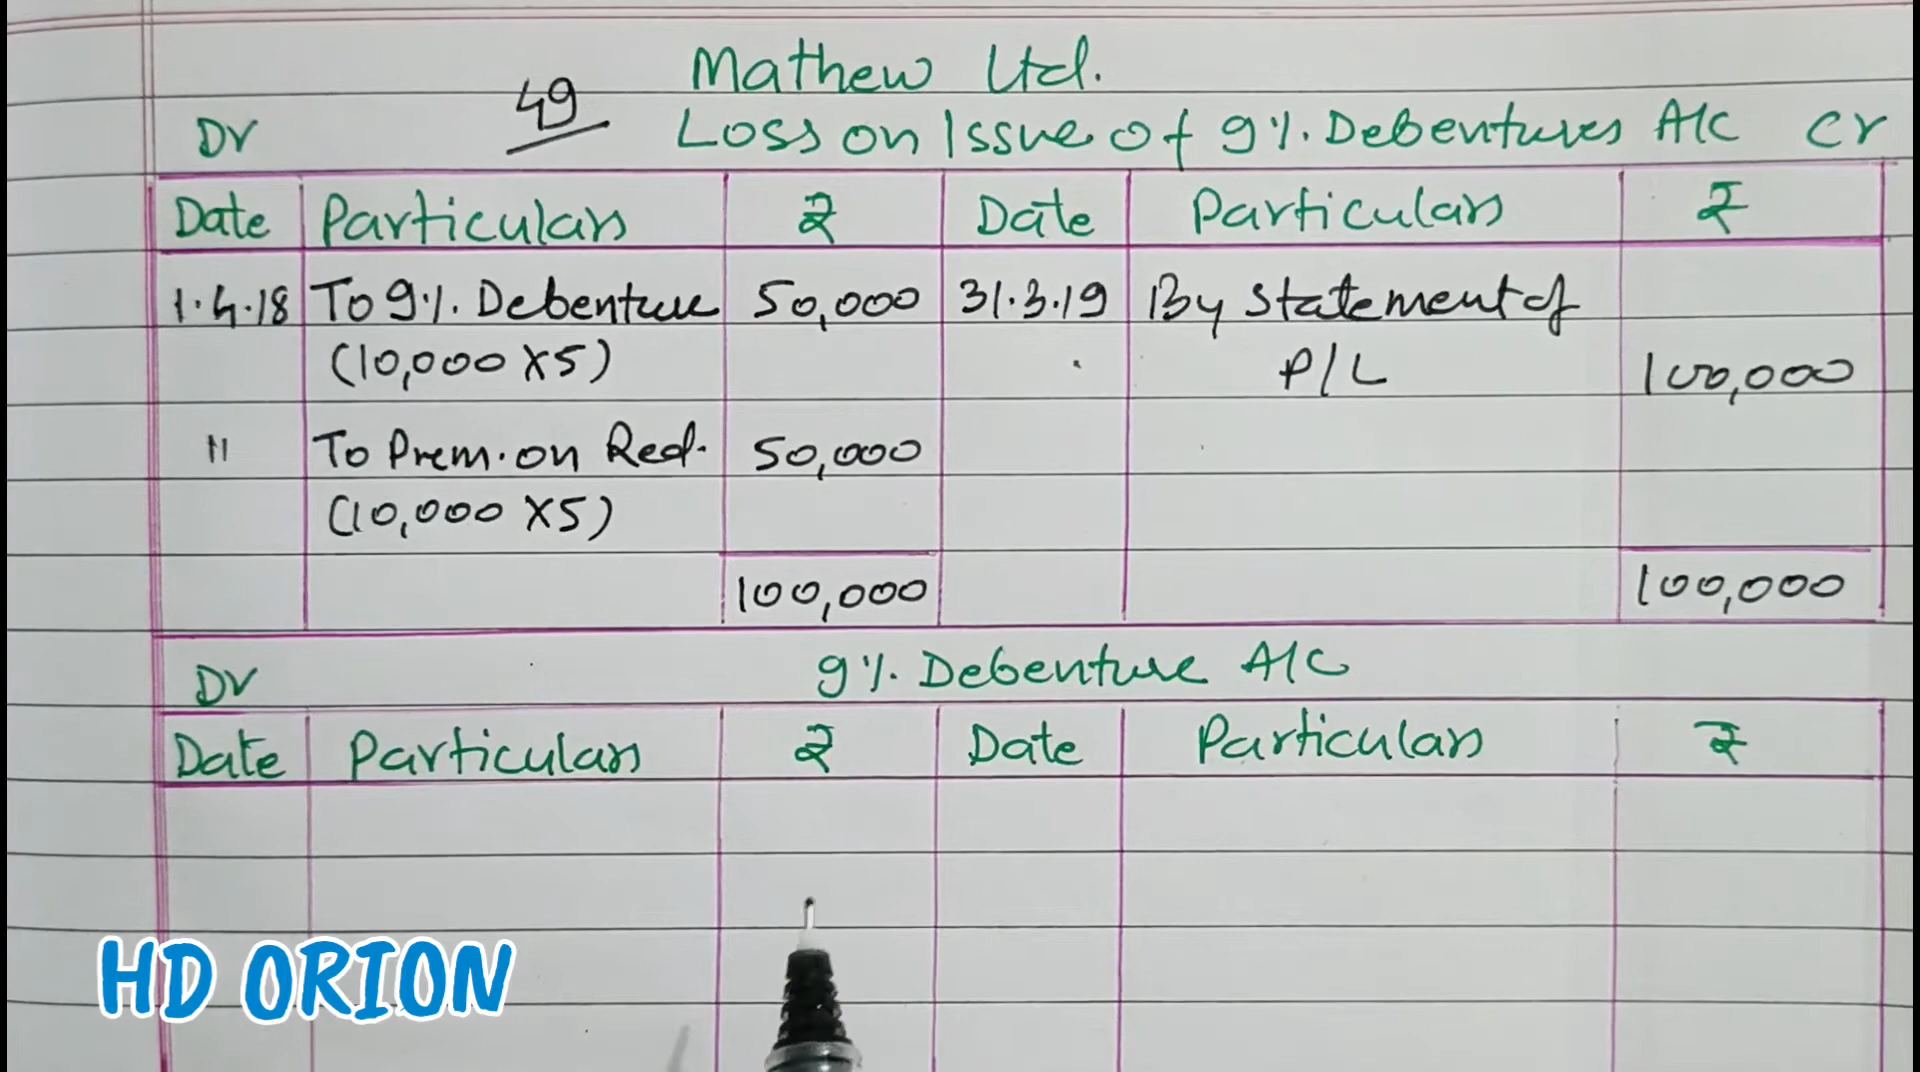 Mathew Ltd.
49
Dr Loss on Issue of 9%. Debentures A/c Cr
Date Particulars ₹ Date Particulars ₹
1.4.18 To 9%. Debenture 50,000 31.3.19 By Statement of
(10,000 X5) P/L 100,000
" To Prem. on Red. 50,000
(10,000 X5)
100,000 100,000
Dr 9%. Debenture A/c
Date Particulars ₹ Date Particulars ₹
HD ORION